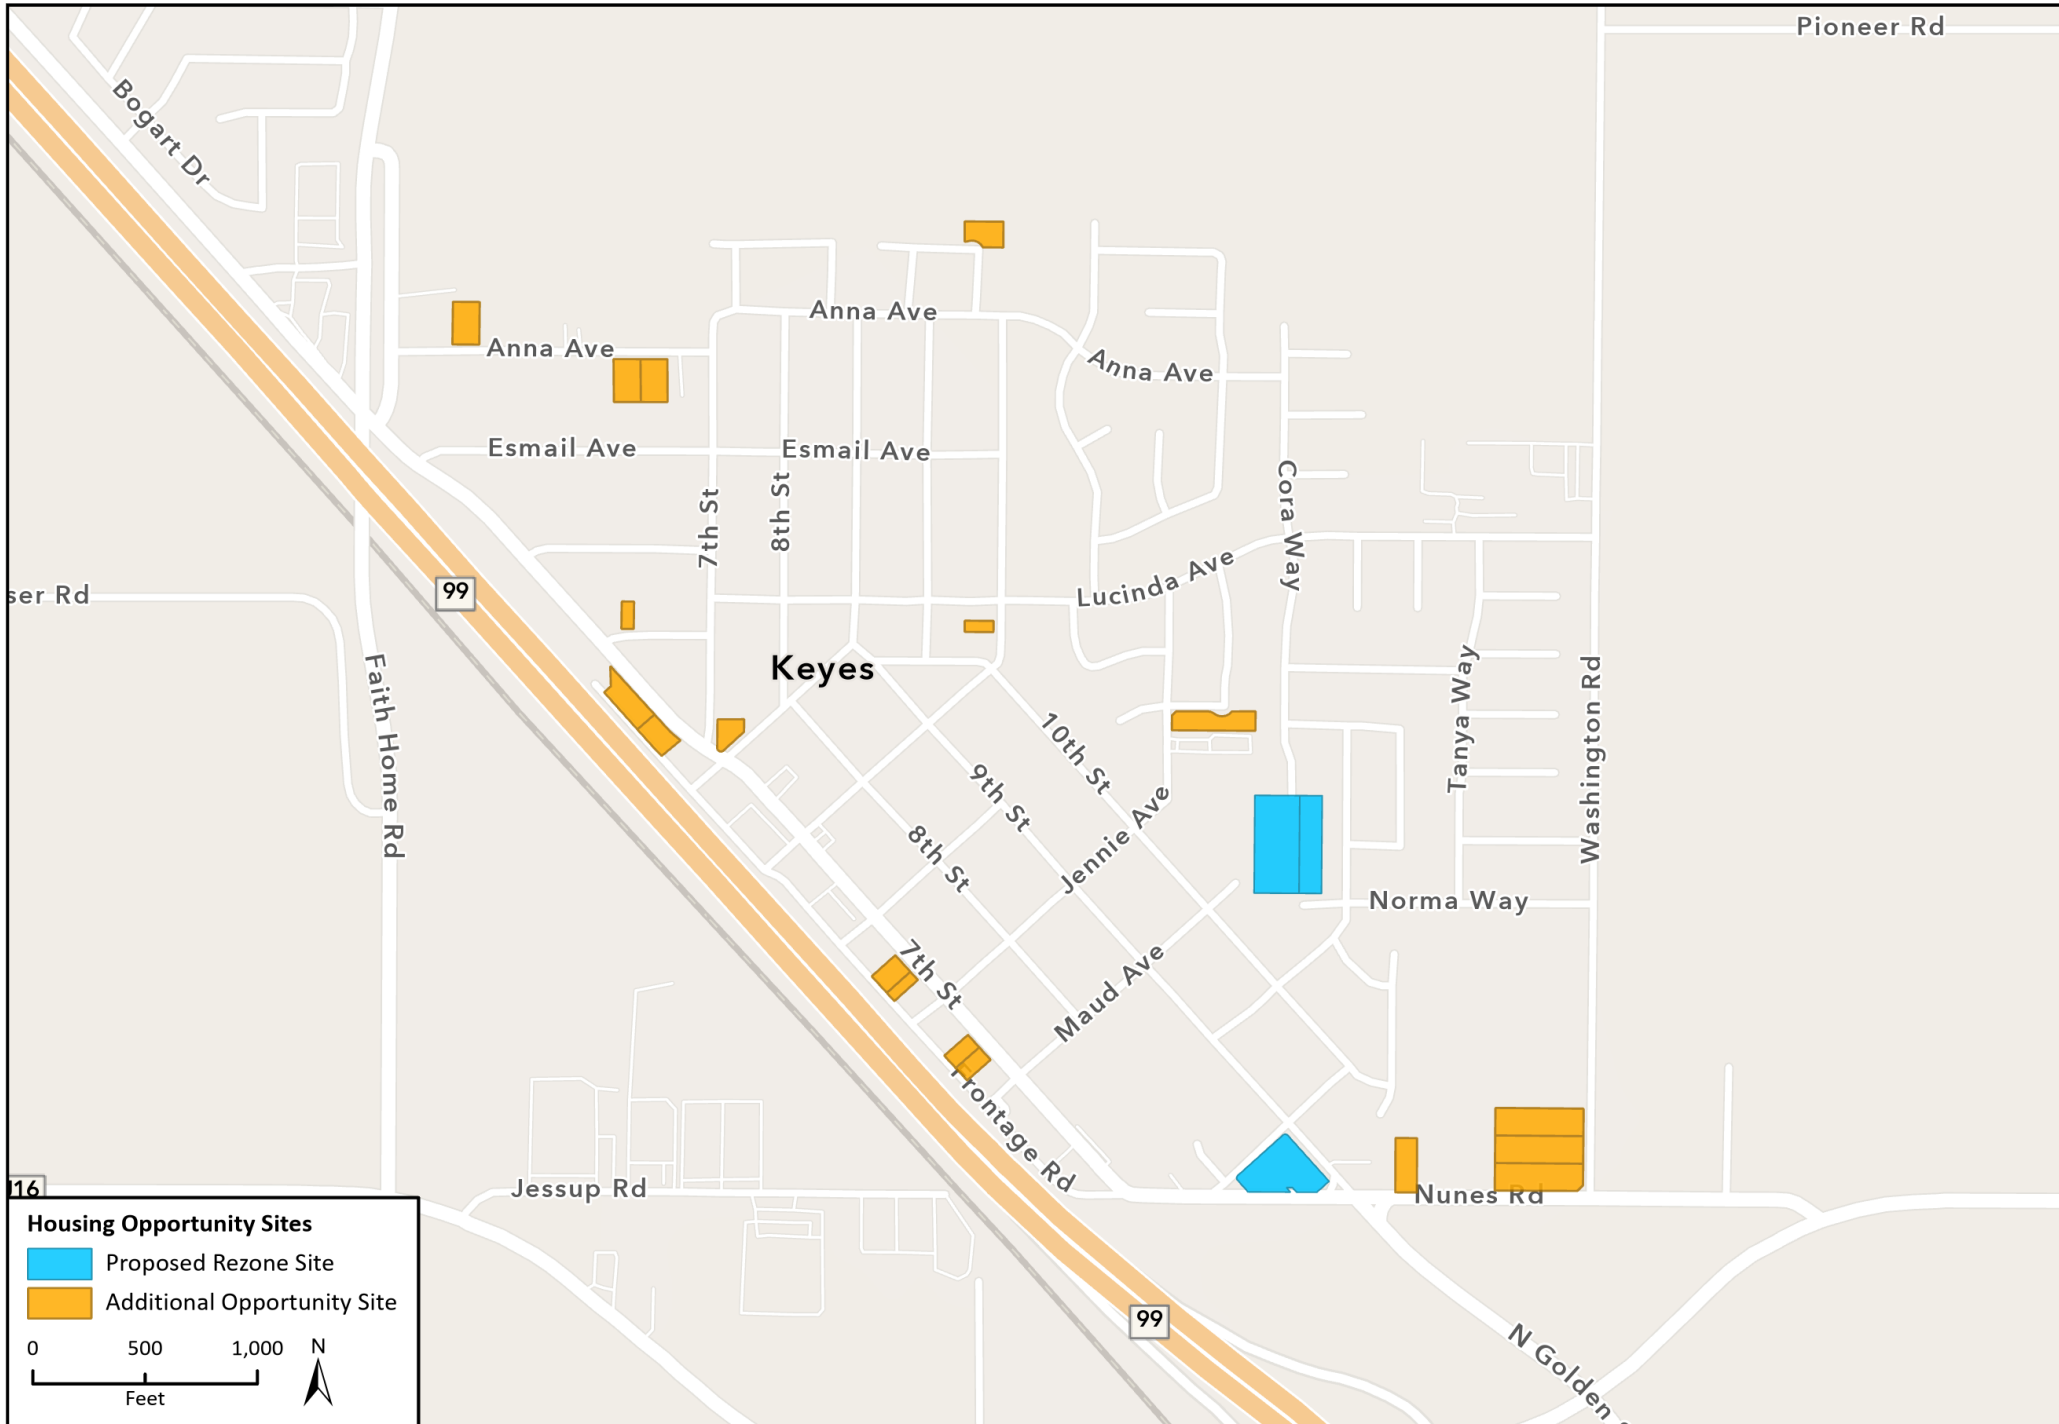 Pioneer Rd
Bogart Dr
Anna Ave
Anna Ave
Anna Ave
Esmail Ave
Esmail Ave
Cora Way
7th St
8th St
Lucinda Ave
99
ser Rd
Keyes
Faith Home Rd
Tanya Way
Washington Rd
10th St
9th St
8th St
Jennie Ave
Norma Way
7th St
Maud Ave
Frontage Rd
J16
Jessup Rd
Nunes Rd
99
N Golden
Housing Opportunity Sites
Proposed Rezone Site
Additional Opportunity Site
0 500 1,000
Feet
N